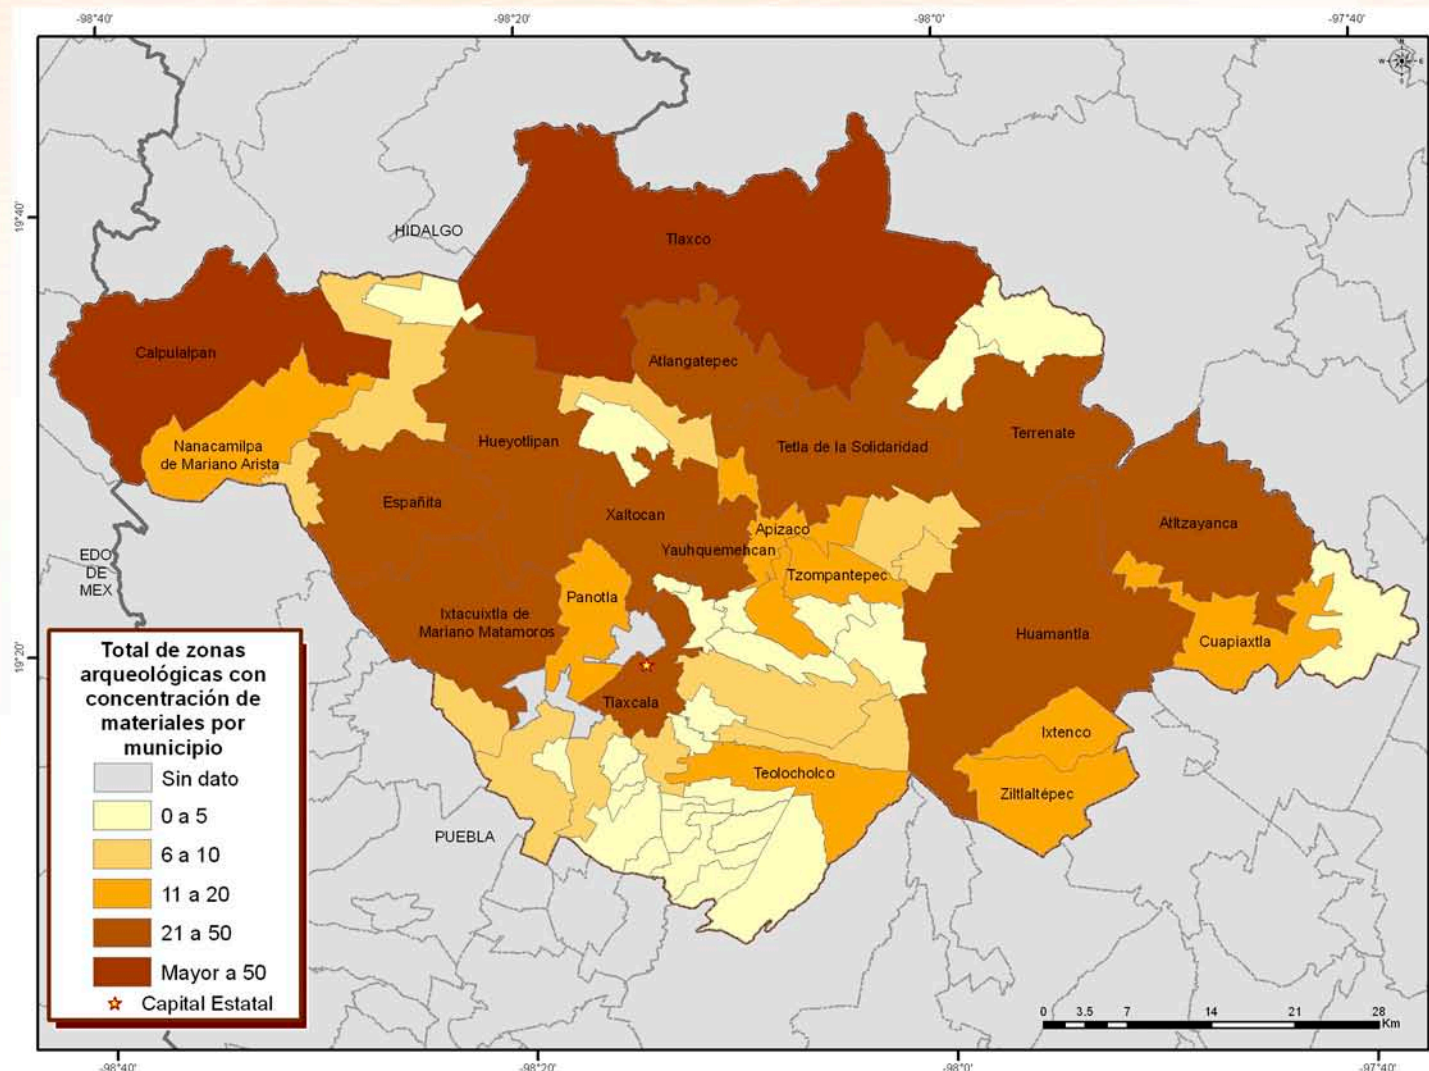 -98°40'
-98°20'
-98°0'
-97°40'
N
W
E
S
19°40'
HIDALGO
Tlaxco
Calpulalpan
Atlangatepec
Nanacamilpa
de Mariano Arista
Hueyotlipan
Tetla de la Solidaridad
Terrenate
Españita
Xaltocan
Apizaco
Atltzayanca
Yauhquemehcan
EDO
DE
MEX
Tzompantepec
Panotla
Ixtacuixtla de
Mariano Matamoros
Huamantla
Cuapiaxtla
19°20'
Tlaxcala
Ixtenco
Teolocholco
Ziltlaltépec
PUEBLA
Total de zonas
arqueológicas con
concentración de
materiales por
municipio
Sin dato
0 a 5
6 a 10
11 a 20
21 a 50
Mayor a 50
Capital Estatal
0 3.5 7 14 21 28
Km
-98°40'
-98°20'
-98°0'
-97°40'